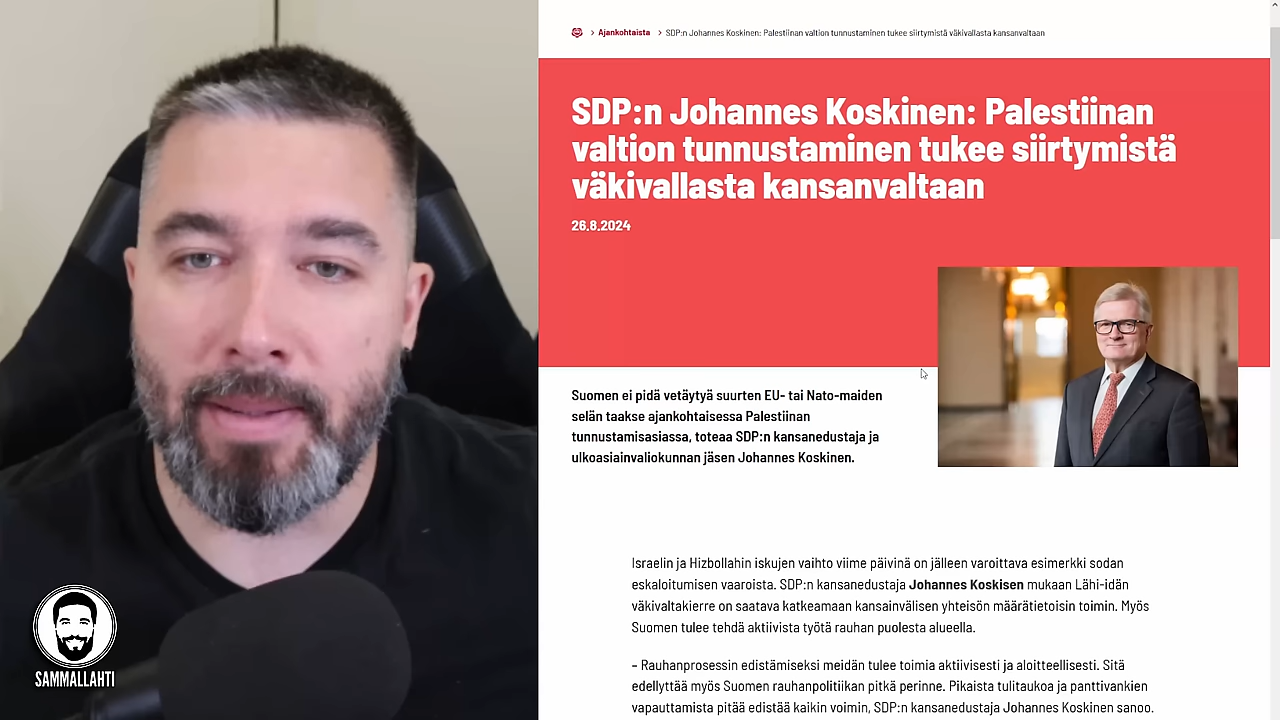 Ajankohtaista
SDP:n Johannes Koskinen: Palestiinan valtion tunnustaminen tukee siirtymistä väkivallasta kansanvaltaan
SDP:n Johannes Koskinen: Palestiinan
valtion tunnustaminen tukee siirtymistä
väkivallasta kansanvaltaan
26.8.2024
Suomen ei pidä vetäytyä suurten EU- tai Nato-maiden
selän taakse ajankohtaisessa Palestiinan
tunnustamisasiassa, toteaa SDP:n kansanedustaja ja
ulkoasiainvaliokunnan jäsen Johannes Koskinen.
Israelin ja Hizbollahin iskujen vaihto viime päivinä on jälleen varoittava esimerkki sodan
eskaloitumisen vaaroista. SDP:n kansanedustaja Johannes Koskisen mukaan Lähi-idän
väkivaltakierre on saatava katkeamaan kansainvälisen yhteisön määrätietoisin toimin. Myös
Suomen tulee tehdä aktiivista työtä rauhan puolesta alueella.
– Rauhanprosessin edistämiseksi meidän tulee toimia aktiivisesti ja aloitteellisesti. Sitä
edellyttää myös Suomen rauhanpolitiikan pitkä perinne. Pikaista tulitaukoa ja panttivankien
vapauttamista pitää edistää kaikin voimin, SDP:n kansanedustaja Johannes Koskinen sanoo.
SAMMALLAHTI